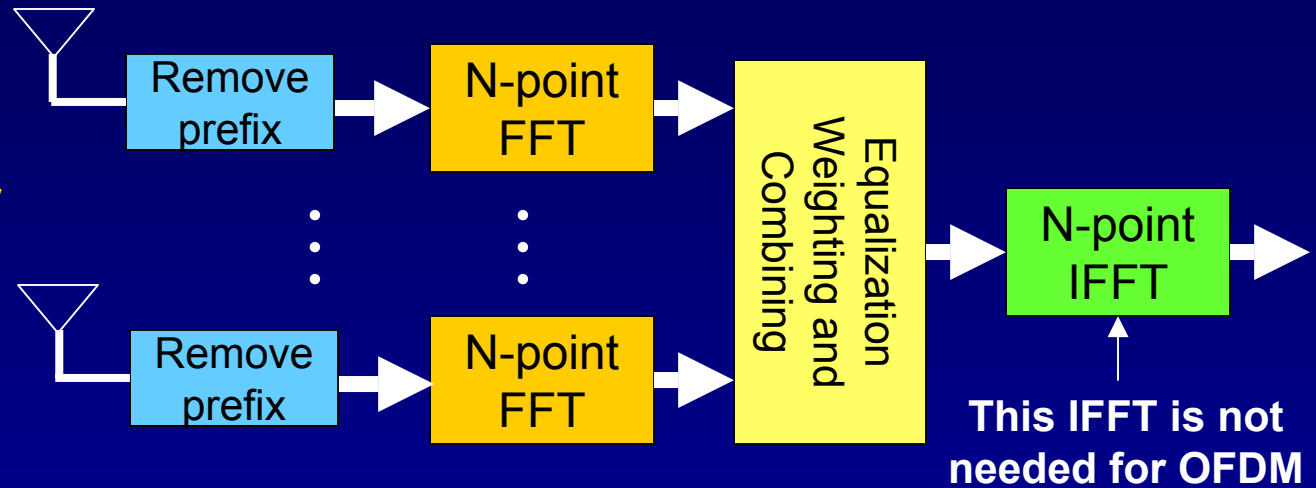 Remove
prefix
N-point
FFT
Equalization
Weighting and
Combining
N-point
IFFT
Remove
prefix
N-point
FFT
This IFFT is not
needed for OFDM